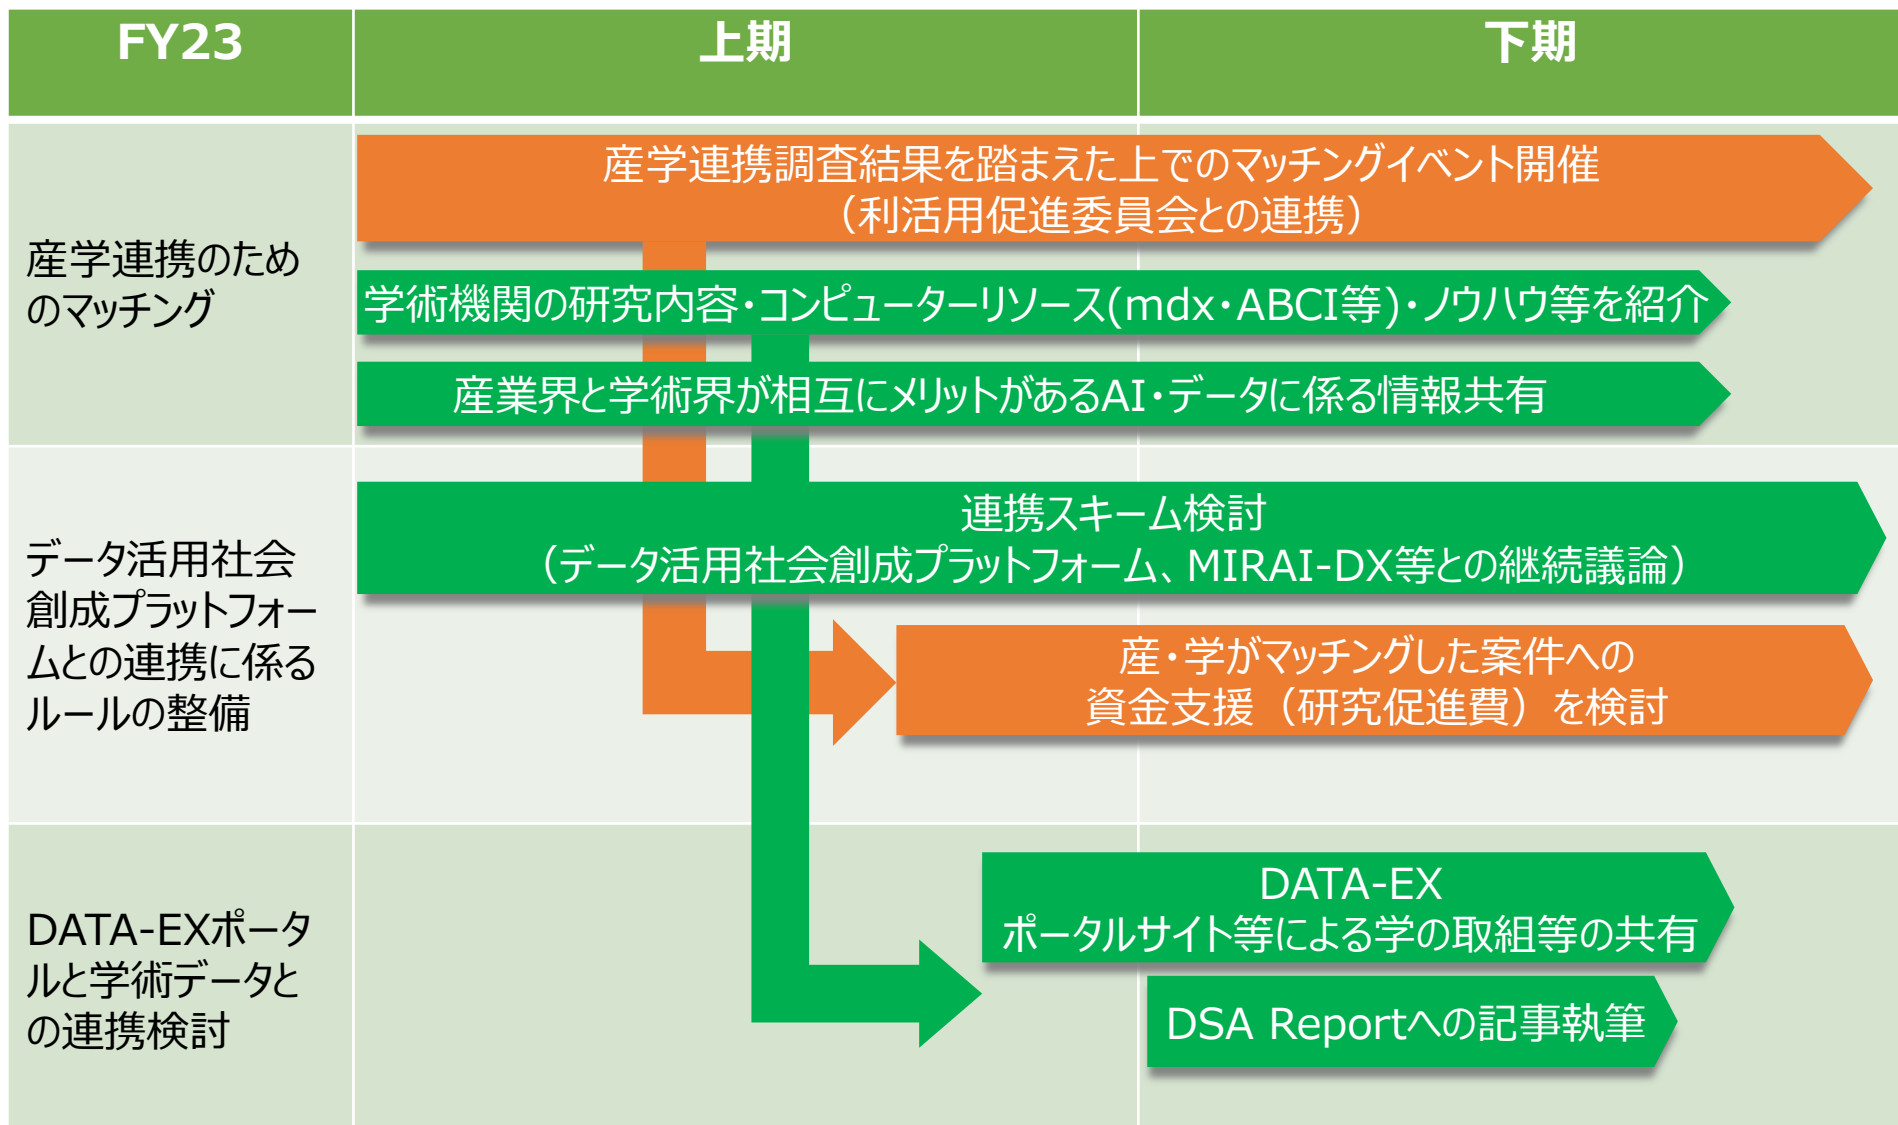 FY23
上期
下期
産学連携のため
のマッチング
産学連携調査結果を踏まえた上でのマッチングイベント開催
（利活用促進委員会との連携）
学術機関の研究内容・コンピューターリソース(mdx・ABCI等)・ノウハウ等を紹介
産業界と学術界が相互にメリットがあるAI・データに係る情報共有
データ活用社会
創成プラットフォー
ムとの連携に係る
ルールの整備
連携スキーム検討
（データ活用社会創成プラットフォーム、MIRAI-DX等との継続議論）
産・学がマッチングした案件への
資金支援（研究促進費）を検討
DATA-EXポータ
ルと学術データと
の連携検討
DATA-EX
ポータルサイト等による学の取組等の共有
DSA Reportへの記事執筆